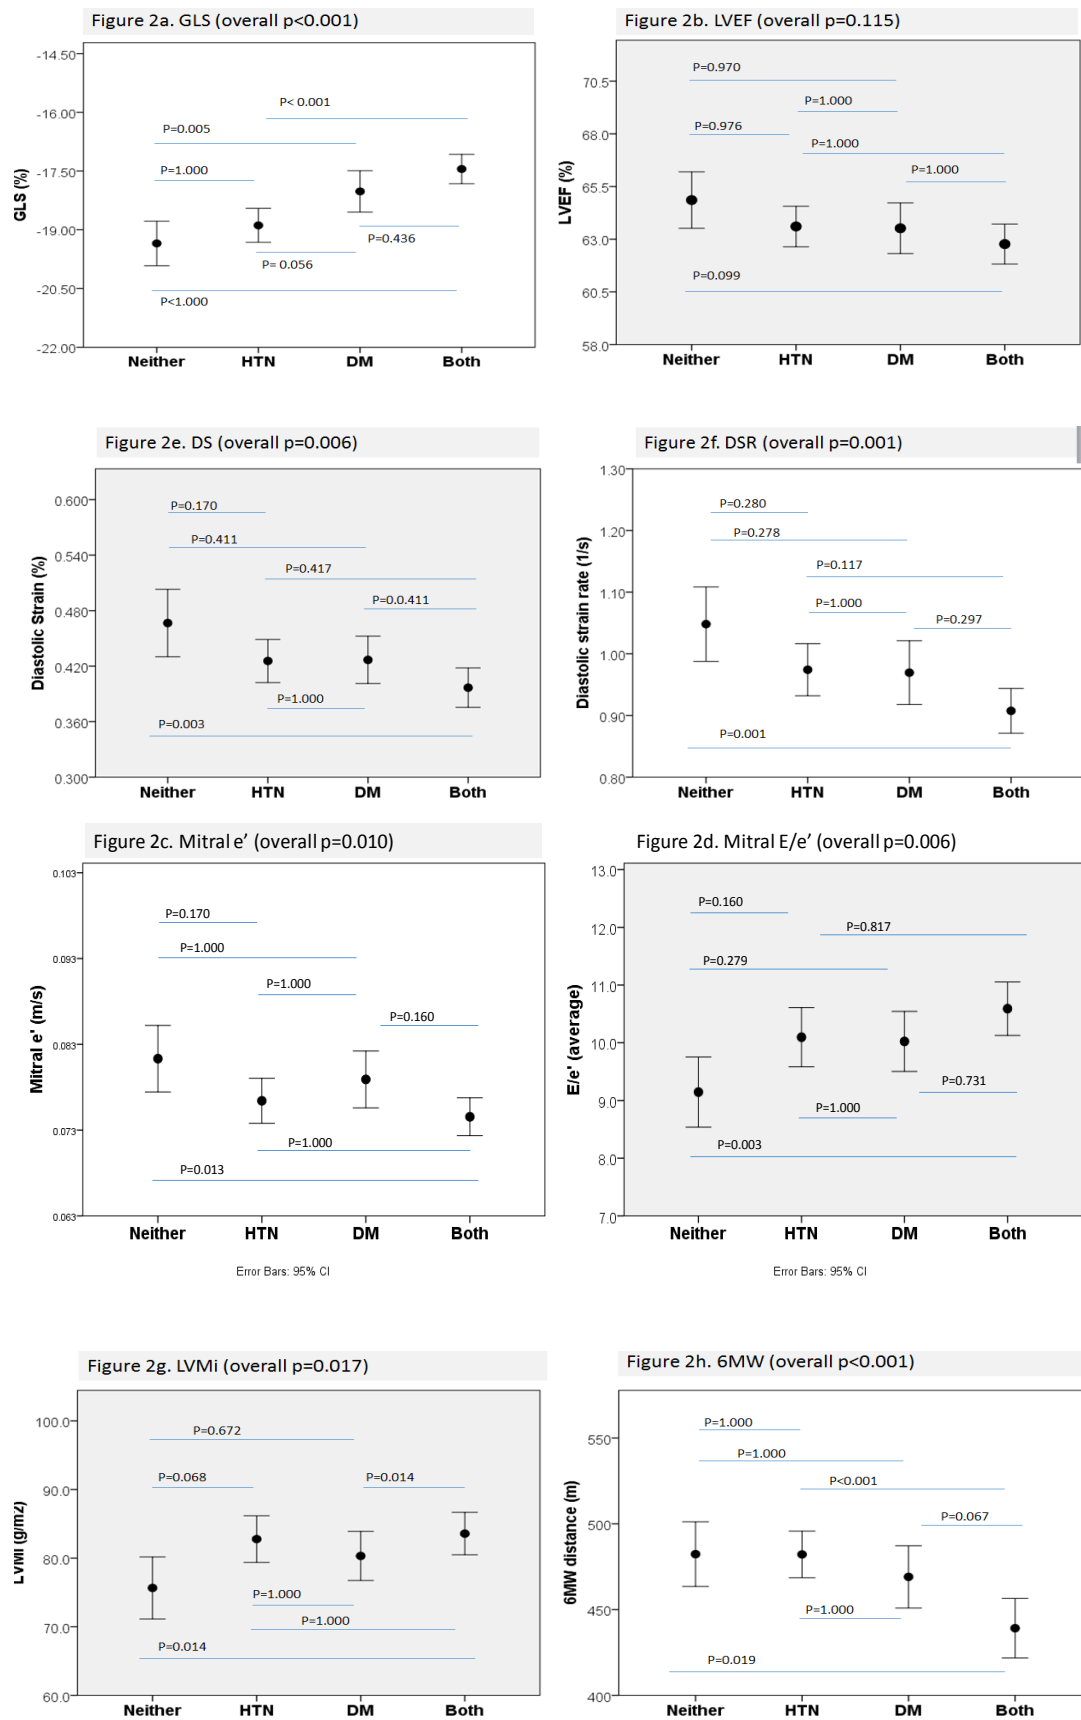 Figure 2a. GLS (overall p<0.001)
-14.50
-16.00
-17.50
-19.00
-20.50
-22.00
GLS (%)
P< 0.001
P=0.005
P=1.000
P=0.436
P= 0.056
P<1.000
Neither HTN DM Both
Figure 2b. LVEF (overall p=0.115)
70.5
68.0
65.5
63.0
60.5
58.0
LVEF (%)
P=0.970
P=1.000
P=0.976
P=1.000
P=1.000
P=0.099
Neither HTN DM Both
Figure 2e. DS (overall p=0.006)
0.600
0.540
0.480
0.420
0.360
0.300
Diastolic Strain (%)
P=0.170
P=0.411
P=0.417
P=0.0.411
P=1.000
P=0.003
Neither HTN DM Both
Figure 2f. DSR (overall p=0.001)
1.30
1.20
1.10
1.00
0.90
0.80
Diastolic strain rate (1/s)
P=0.280
P=0.278
P=0.117
P=1.000
P=0.297
P=0.001
Neither HTN DM Both
Figure 2c. Mitral e’ (overall p=0.010)
0.103
0.093
0.083
0.073
0.063
Mitral e' (m/s)
P=0.170
P=1.000
P=1.000
P=0.160
P=1.000
P=0.013
Neither HTN DM Both
Error Bars: 95% CI
Figure 2d. Mitral E/e’ (overall p=0.006)
13.0
12.0
11.0
10.0
9.0
8.0
7.0
E/e' (average)
P=0.160
P=0.817
P=0.279
P=0.731
P=1.000
P=0.003
Neither HTN DM Both
Error Bars: 95% CI
Figure 2g. LVMi (overall p=0.017)
100.0
90.0
80.0
70.0
60.0
LVMI (g/m2)
P=0.672
P=0.068
P=0.014
P=1.000
P=1.000
P=0.014
Neither HTN DM Both
Figure 2h. 6MW (overall p<0.001)
550
500
450
400
6MW distance (m)
P=1.000
P=1.000
P<0.001
P=0.067
P=1.000
P=0.019
Neither HTN DM Both